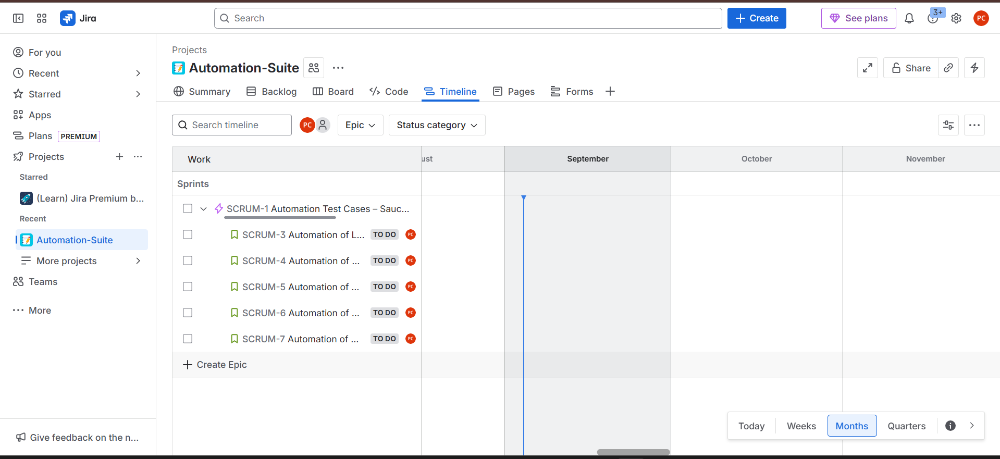 Jira
Search
+ Create
See plans
3+
PC
For you
Recent
Starred
Apps
Plans PREMIUM
Projects
Starred
(Learn) Jira Premium b...
Recent
Automation-Suite
More projects
Teams
More
Give feedback on the n...
Projects
Automation-Suite
Share
Summary
Backlog
Board
Code
Timeline
Pages
Forms
Search timeline
PC
Epic
Status category
Work
ust
September
October
November
Sprints
SCRUM-1 Automation Test Cases – Sauc...
SCRUM-3 Automation of L... TO DO PC
SCRUM-4 Automation of ... TO DO PC
SCRUM-5 Automation of ... TO DO PC
SCRUM-6 Automation of ... TO DO PC
SCRUM-7 Automation of ... TO DO PC
+ Create Epic
Today
Weeks
Months
Quarters